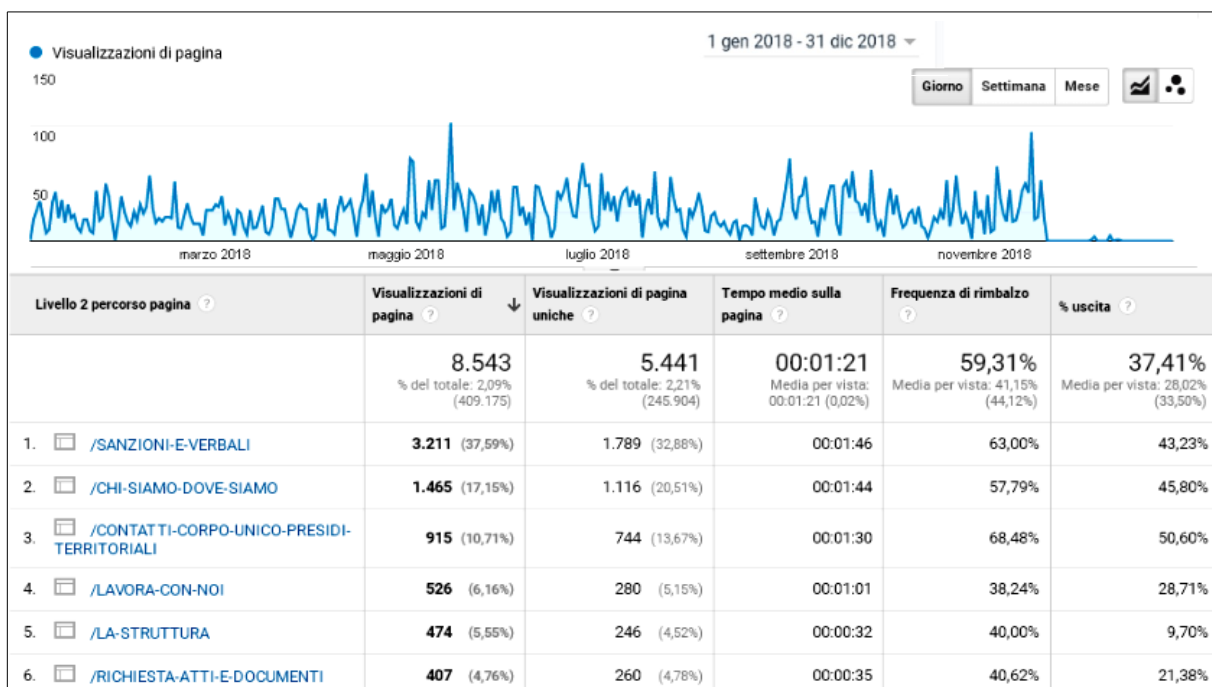 Visualizzazioni di pagina
1 gen 2018 - 31 dic 2018
150
Giorno Settimana Mese
100
50
marzo 2018 maggio 2018 luglio 2018 settembre 2018 novembre 2018
Livello 2 percorso pagina ?
Visualizzazioni di
pagina ?
Visualizzazioni di pagina
uniche ?
Tempo medio sulla
pagina ?
Frequenza di rimbalzo
?
% uscita ?
8.543
% del totale: 2,09%
(409.175)
5.441
% del totale: 2,21%
(245.904)
00:01:21
Media per vista:
00:01:21 (0,02%)
59,31%
Media per vista: 41,15%
(44,12%)
37,41%
Media per vista: 28,02%
(33,50%)
1. /SANZIONI-E-VERBALI 3.211 (37,59%) 1.789 (32,88%) 00:01:46 63,00% 43,23%
2. /CHI-SIAMO-DOVE-SIAMO 1.465 (17,15%) 1.116 (20,51%) 00:01:44 57,79% 45,80%
3. /CONTATTI-CORPO-UNICO-PRESIDI-
TERRITORIALI 915 (10,71%) 744 (13,67%) 00:01:30 68,48% 50,60%
4. /LAVORA-CON-NOI 526 (6,16%) 280 (5,15%) 00:01:01 38,24% 28,71%
5. /LA-STRUTTURA 474 (5,55%) 246 (4,52%) 00:00:32 40,00% 9,70%
6. /RICHIESTA-ATTI-E-DOCUMENTI 407 (4,76%) 260 (4,78%) 00:00:35 40,62% 21,38%